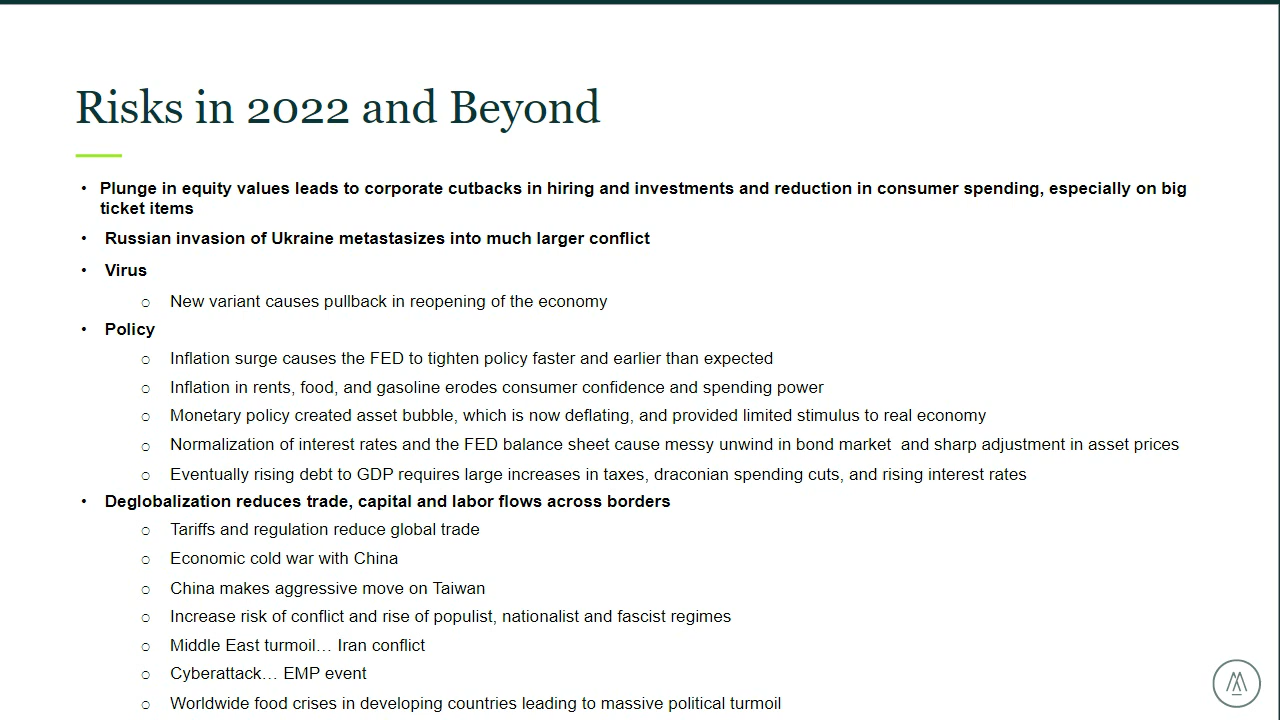 Risks in 2022 and Beyond
• Plunge in equity values leads to corporate cutbacks in hiring and investments and reduction in consumer spending, especially on big
ticket items
• Russian invasion of Ukraine metastasizes into much larger conflict
• Virus
○ New variant causes pullback in reopening of the economy
• Policy
○ Inflation surge causes the FED to tighten policy faster and earlier than expected
○ Inflation in rents, food, and gasoline erodes consumer confidence and spending power
○ Monetary policy created asset bubble, which is now deflating, and provided limited stimulus to real economy
○ Normalization of interest rates and the FED balance sheet cause messy unwind in bond market  and sharp adjustment in asset prices
○ Eventually rising debt to GDP requires large increases in taxes, draconian spending cuts, and rising interest rates
• Deglobalization reduces trade, capital and labor flows across borders
○ Tariffs and regulation reduce global trade
○ Economic cold war with China
○ China makes aggressive move on Taiwan
○ Increase risk of conflict and rise of populist, nationalist and fascist regimes
○ Middle East turmoil… Iran conflict
○ Cyberattack… EMP event
○ Worldwide food crises in developing countries leading to massive political turmoil